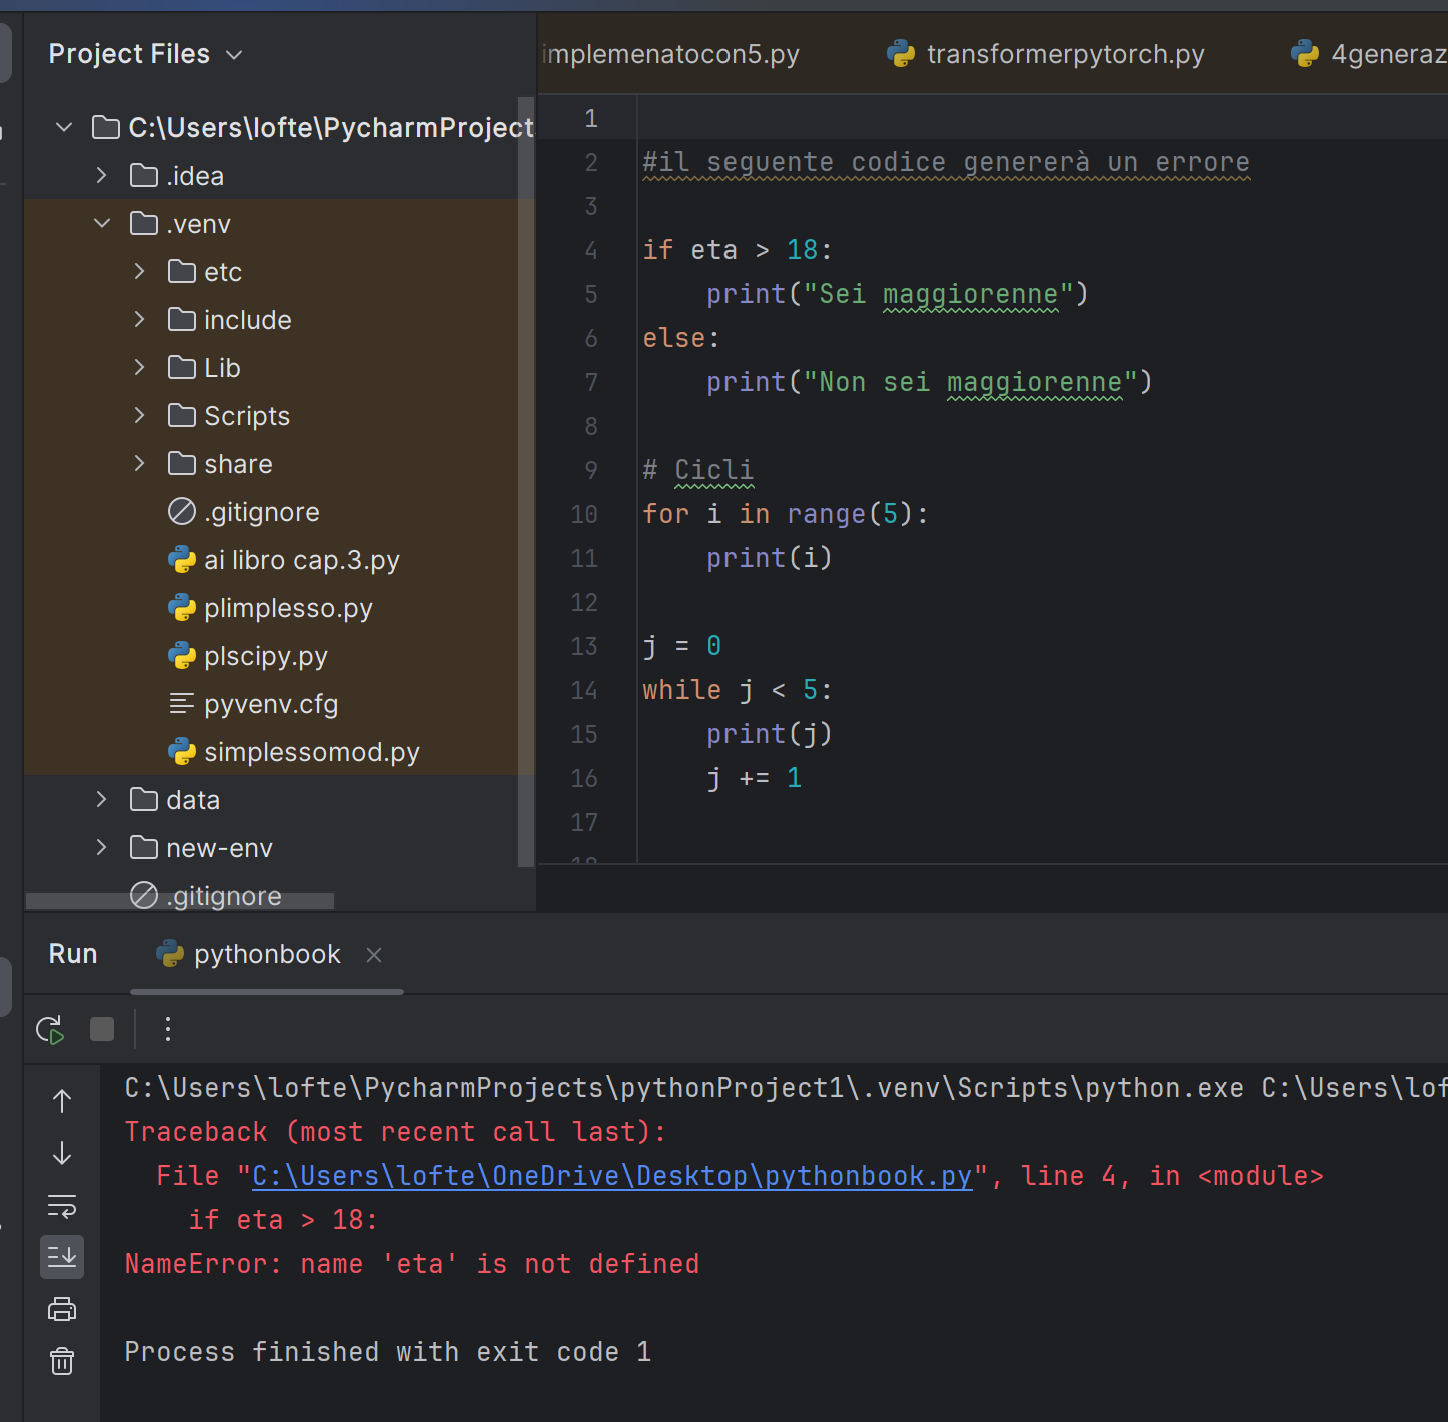 Project Files
C:\Users\lofte\PycharmProject
.idea
.venv
etc
include
Lib
Scripts
share
.gitignore
ai libro cap.3.py
plimplesso.py
plscipy.py
pyvenv.cfg
simplessomod.py
data
new-env
.gitignore
implemenatocon5.py transformerpytorch.py 4generaz
1
2 #il seguente codice genererà un errore
3
4 if eta > 18:
5 print("Sei maggiorenne")
6 else:
7 print("Non sei maggiorenne")
8
9 # Cicli
10 for i in range(5):
11 print(i)
12
13 j = 0
14 while j < 5:
15 print(j)
16 j += 1
17
18
Run pythonbook
C:\Users\lofte\PycharmProjects\pythonProject1\.venv\Scripts\python.exe C:\Users\lof
Traceback (most recent call last):
File "C:\Users\lofte\OneDrive\Desktop\pythonbook.py", line 4, in <module>
if eta > 18:
NameError: name 'eta' is not defined
Process finished with exit code 1